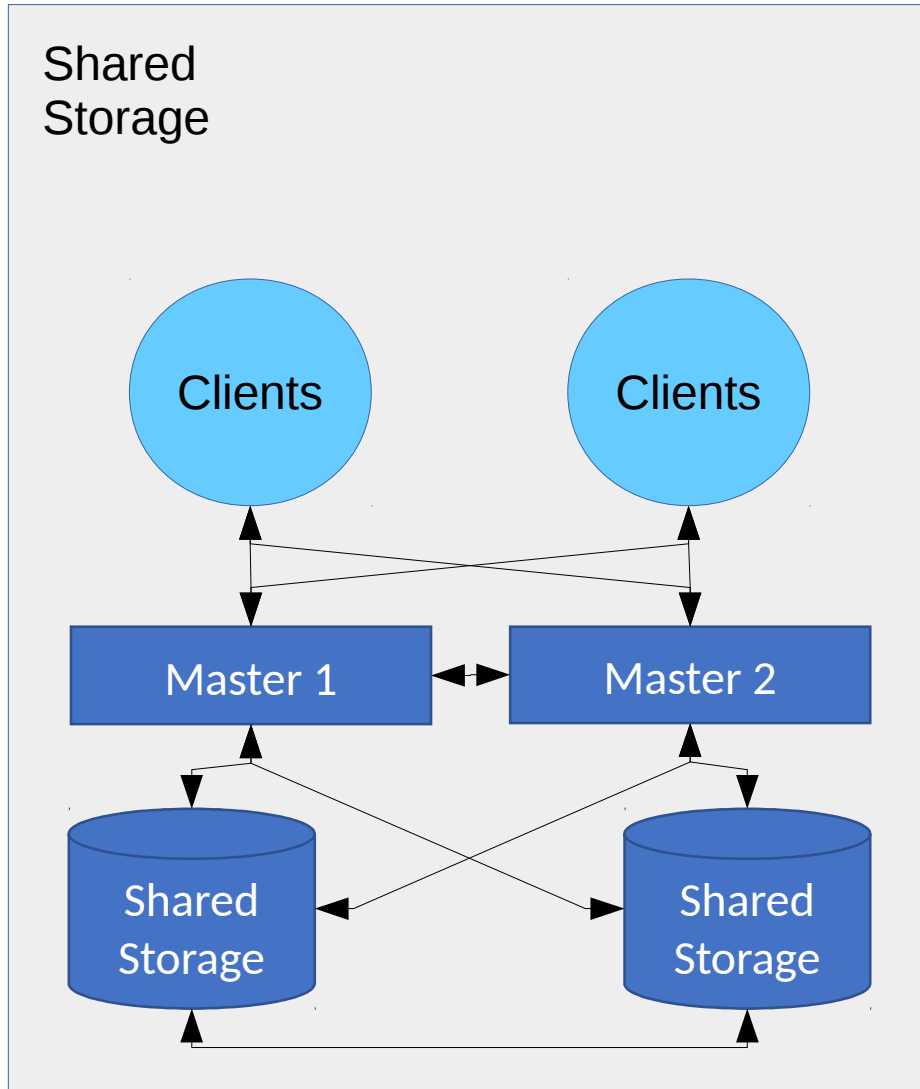 Shared
Storage
Clients
Clients
Master 1
Master 2
Shared
Storage
Shared
Storage